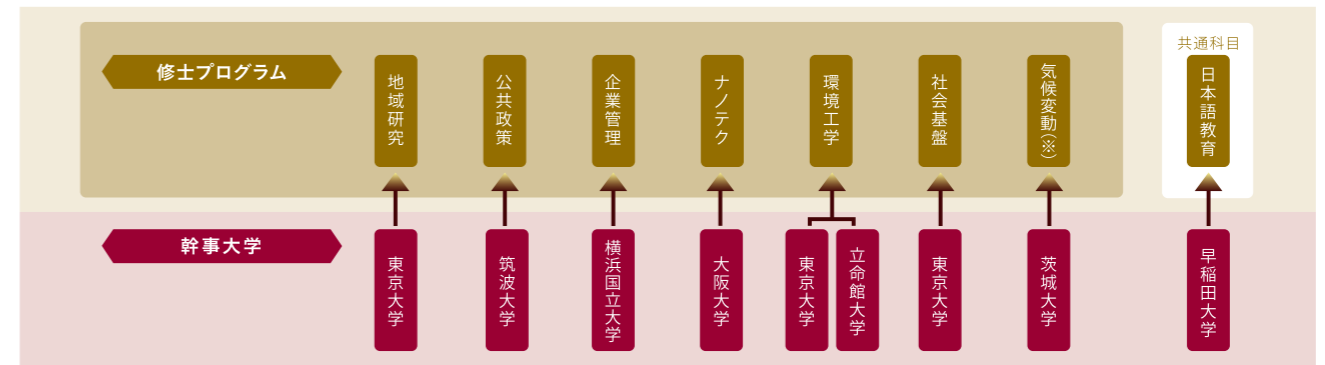 共通科目
修士プログラム
地域研究
公共政策
企業管理
ナノテク
環境工学
社会基盤
気候変動(※)
日本語教育
幹事大学
東京大学
筑波大学
横浜国立大学
大阪大学
東京大学
立命館大学
東京大学
茨城大学
早稲田大学